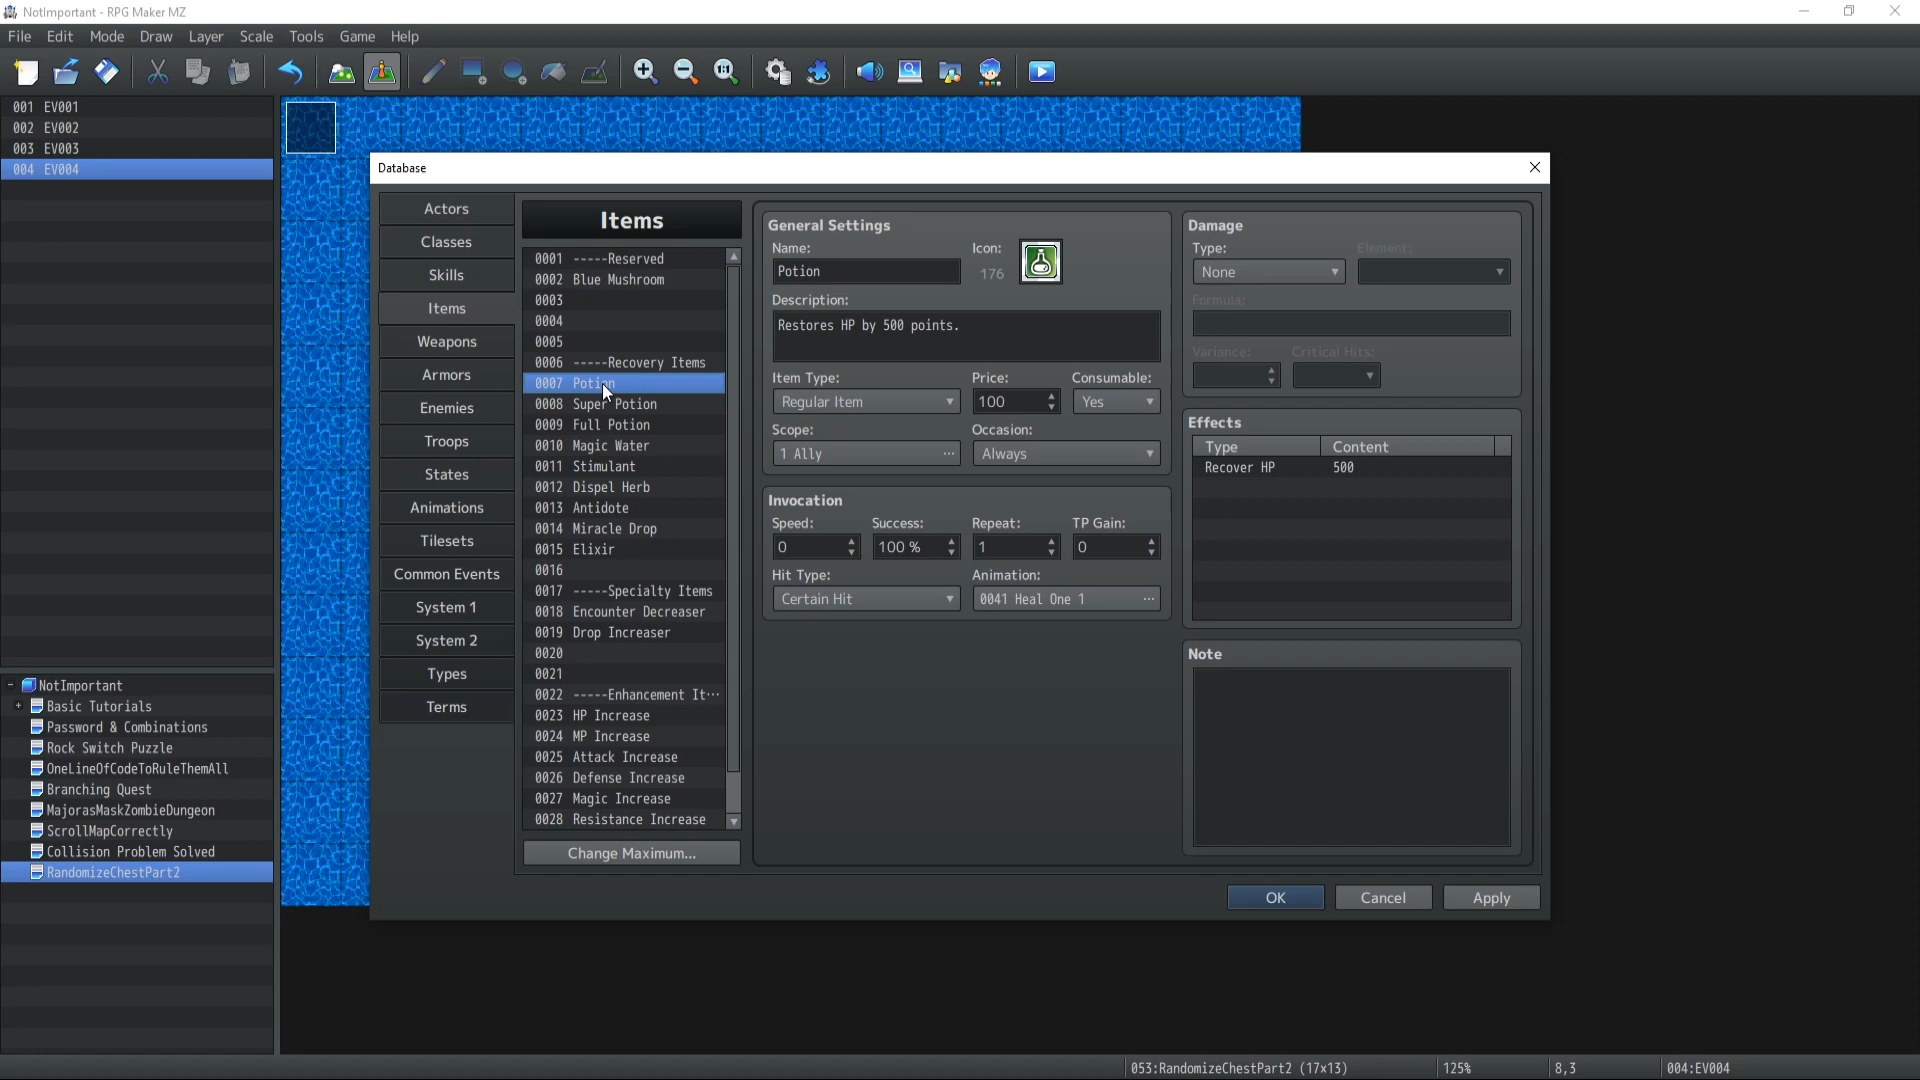 NotImportant - RPG Maker MZ
File Edit Mode Draw Layer Scale Tools Game Help
1:1
001 EV001
002 EV002
003 EV003
004 EV004
NotImportant
Basic Tutorials
Password & Combinations
Rock Switch Puzzle
OneLineOfCodeToRuleThemAll
Branching Quest
MajorasMaskZombieDungeon
ScrollMapCorrectly
Collision Problem Solved
RandomizeChestPart2
Database
Actors
Classes
Skills
Items
Weapons
Armors
Enemies
Troops
States
Animations
Tilesets
Common Events
System 1
System 2
Types
Terms
Items
0001 -----Reserved
0002 Blue Mushroom
0003
0004
0005
0006 -----Recovery Items
0007 Potion
0008 Super Potion
0009 Full Potion
0010 Magic Water
0011 Stimulant
0012 Dispel Herb
0013 Antidote
0014 Miracle Drop
0015 Elixir
0016
0017 -----Specialty Items
0018 Encounter Decreaser
0019 Drop Increaser
0020
0021
0022 -----Enhancement It…
0023 HP Increase
0024 MP Increase
0025 Attack Increase
0026 Defense Increase
0027 Magic Increase
0028 Resistance Increase
Change Maximum...
General Settings
Name: Icon:
Potion 176
Description:
Restores HP by 500 points.
Item Type: Price: Consumable:
Regular Item 100 Yes
Scope: Occasion:
1 Ally … Always
Invocation
Speed: Success: Repeat: TP Gain:
0 100 % 1 0
Hit Type: Animation:
Certain Hit 0041 Heal One 1 …
Damage
Type: Element:
None
Formula:
Variance: Critical Hits:
Effects
Type Content
Recover HP 500
Note
OK Cancel Apply
053:RandomizeChestPart2 (17x13) 125% 8,3 004:EV004